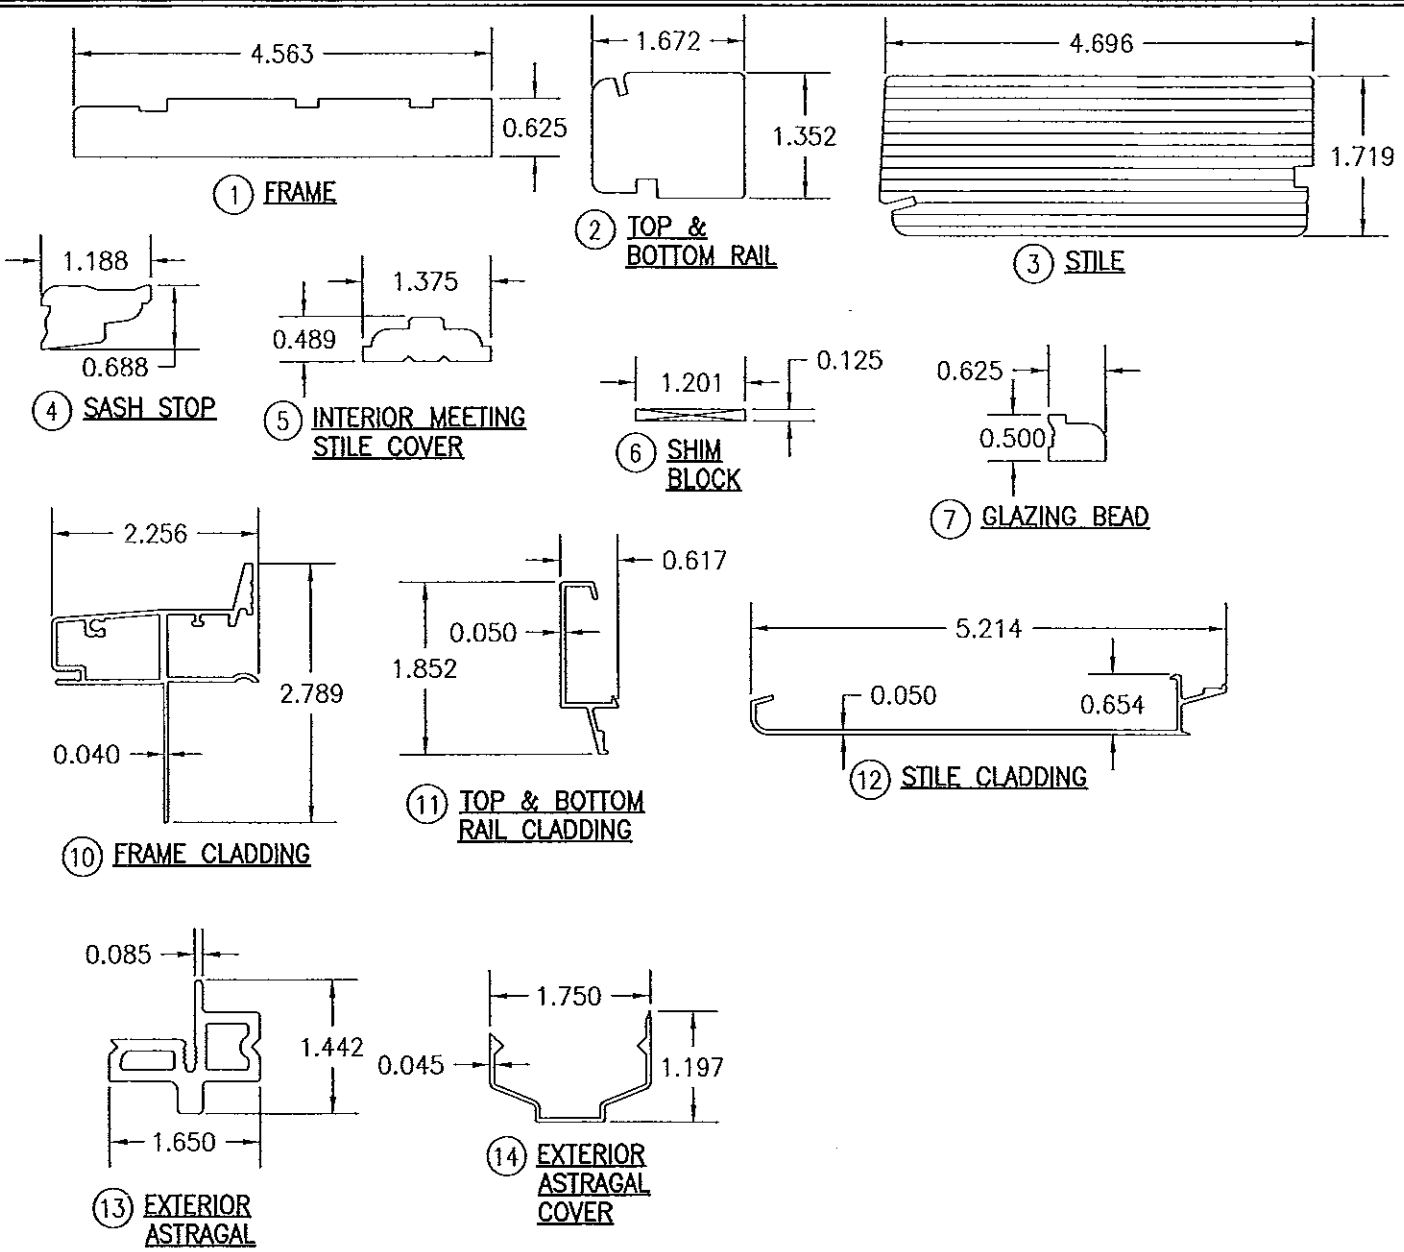 4.563
0.625
1 FRAME
1.672
1.352
2 TOP &
BOTTOM RAIL
4.696
1.719
3 STILE
1.188
0.688
4 SASH STOP
1.375
0.489
5 INTERIOR MEETING
STILE COVER
1.201
0.125
6 SHIM
BLOCK
0.625
0.500
7 GLAZING BEAD
2.256
2.789
0.040
10 FRAME CLADDING
0.617
0.050
1.852
11 TOP & BOTTOM
RAIL CLADDING
5.214
0.050
0.654
12 STILE CLADDING
0.085
1.442
1.650
13 EXTERIOR
ASTRAGAL
1.750
0.045
1.197
14 EXTERIOR
ASTRAGAL
COVER